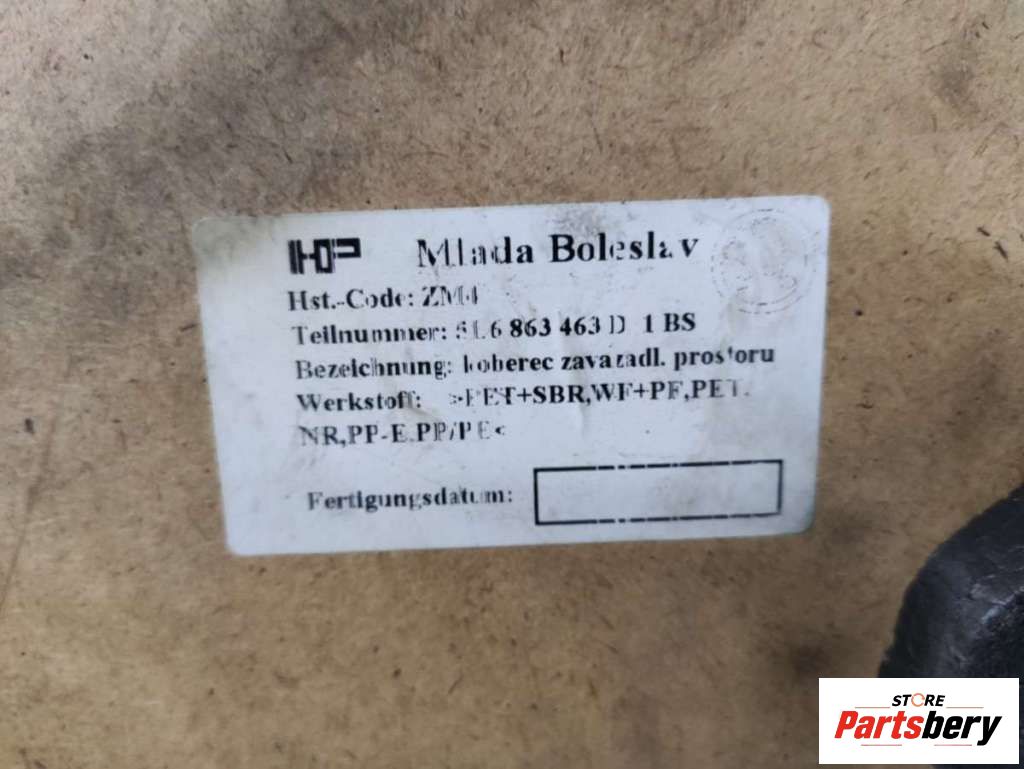 HP Mlada Boleslav
Hst.-Code: ZM4
Teilnummer: 5L6 863 463 D 1 BS
Bezeichnung: koberec zavazadl. prostoru
Werkstoff: >PET+SBR,WF+PF,PET,
NR,PP-E,PP/PE<
Fertigungsdatum:
STORE
Partsbery